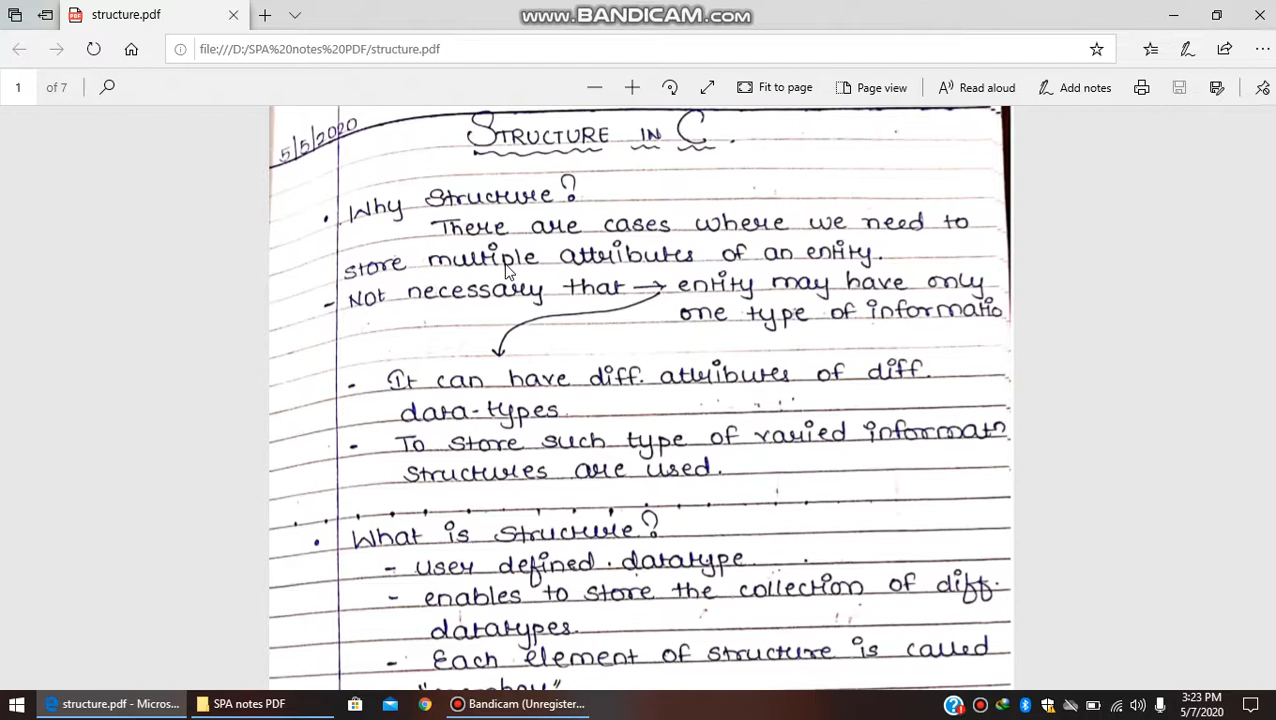 structure.pdf
www.BANDICAM.com
file:///D:/SPA%20notes%20PDF/structure.pdf
1 of 7
Fit to page
Page view
Read aloud
Add notes
5/5/2020
STRUCTURE IN C.
• Why Structure?
There are cases where we need to
store multiple attributes of an entity.
- Not necessary that → entity may have only
one type of informatio
- It can have diff. attributes of diff.
data-types.
- To store such type of varied informatn
structures are used.
• What is Structure?
- user defined datatype.
- enables to store the collection of diff.
datatypes.
- Each element of structure is called
structure.pdf - Micros...
SPA notes PDF
Bandicam (Unregister...
3:23 PM
5/7/2020